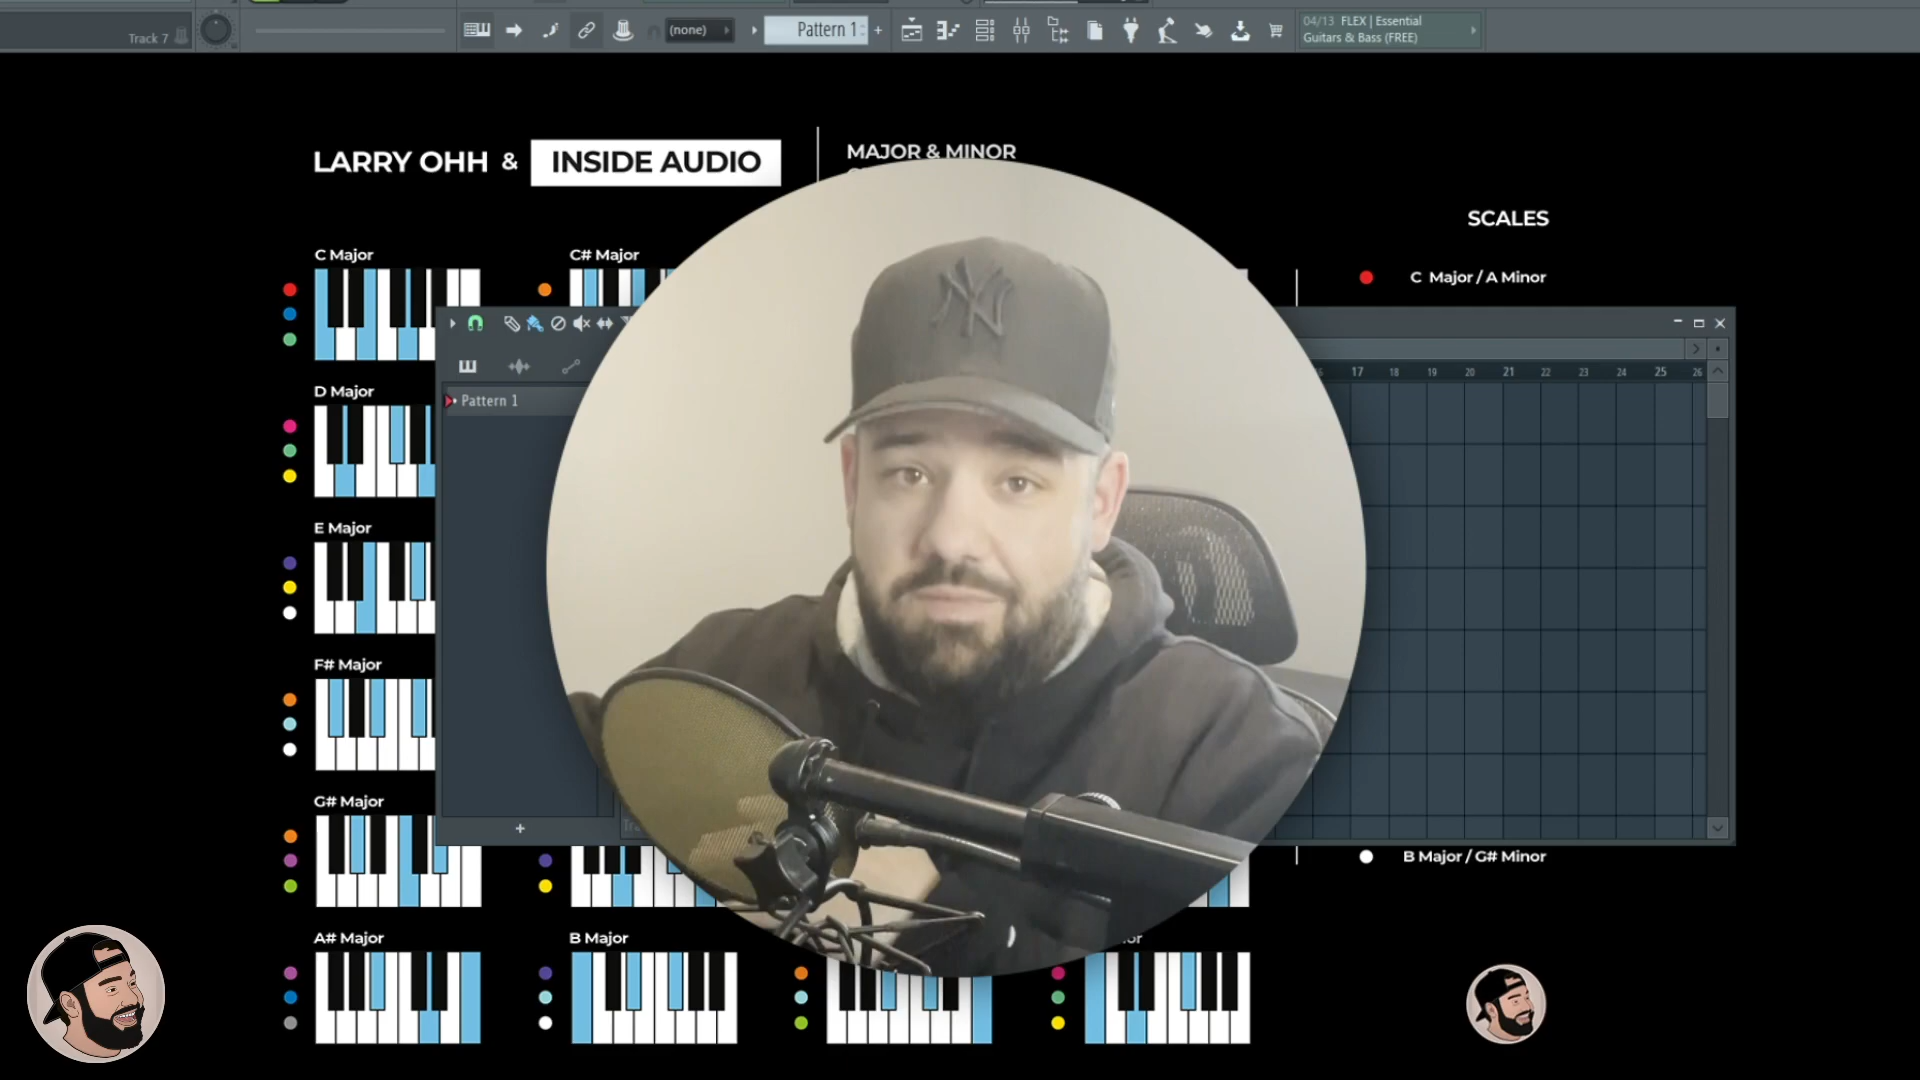 Track 7
(none)
Pattern 1
+
04/13 FLEX | Essential
Guitars & Bass (FREE)
LARRY OHH & INSIDE AUDIO
MAJOR & MINOR
SCALES
C Major
C# Major
C Major / A Minor
17 18 19 20 21 22 23 24 25 26
D Major
Pattern 1
E Major
F# Major
G# Major
+
B Major / G# Minor
A# Major
B Major